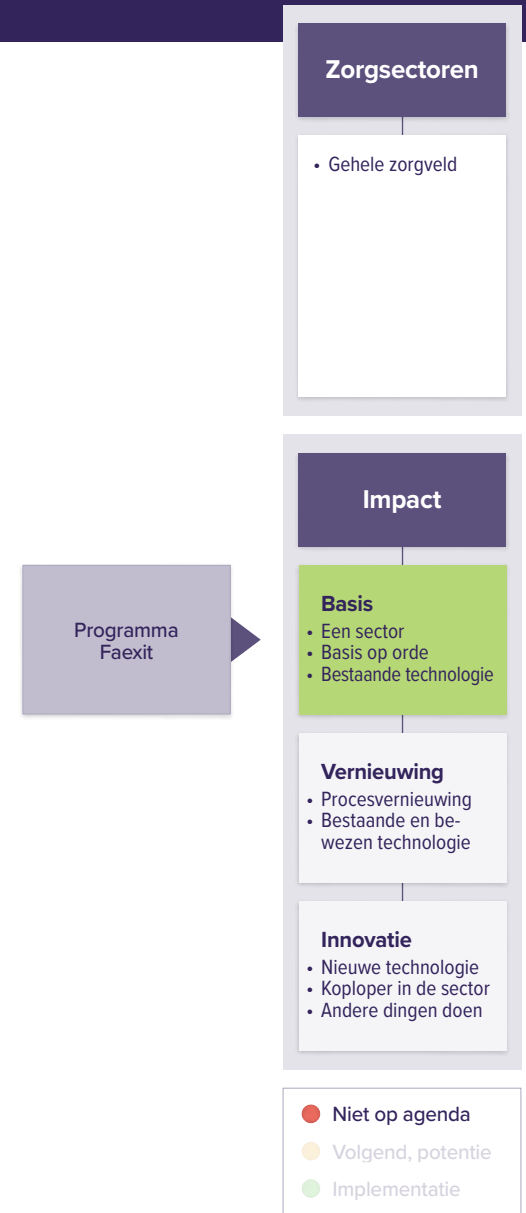 Zorgsectoren
• Gehele zorgveld
Impact
Programma
Faexit
Basis
• Een sector
• Basis op orde
• Bestaande technologie
Vernieuwing
• Procesvernieuwing
• Bestaande en be-
wezen technologie
Innovatie
• Nieuwe technologie
• Koploper in de sector
• Andere dingen doen
Niet op agenda
Volgend, potentie
Implementatie